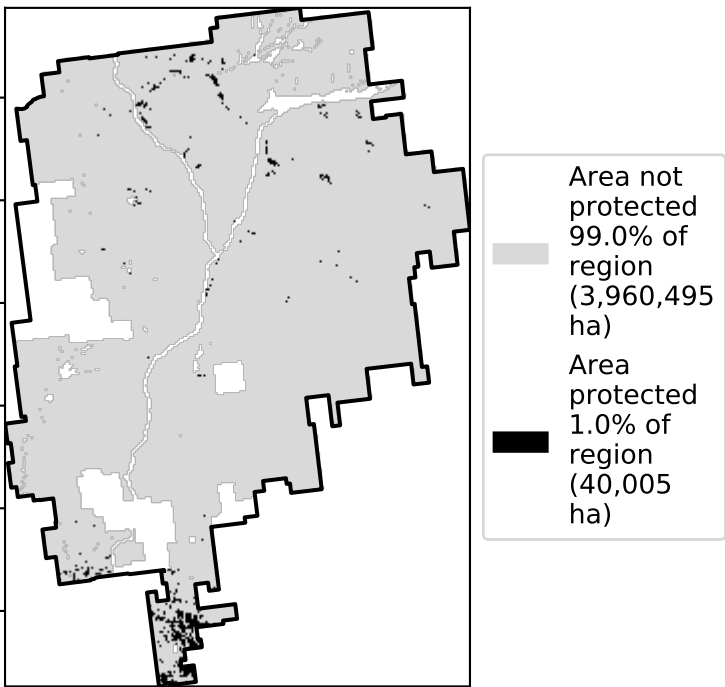 Area not
protected
99.0% of
region
(3,960,495
ha)
Area
protected
1.0% of
region
(40,005
ha)